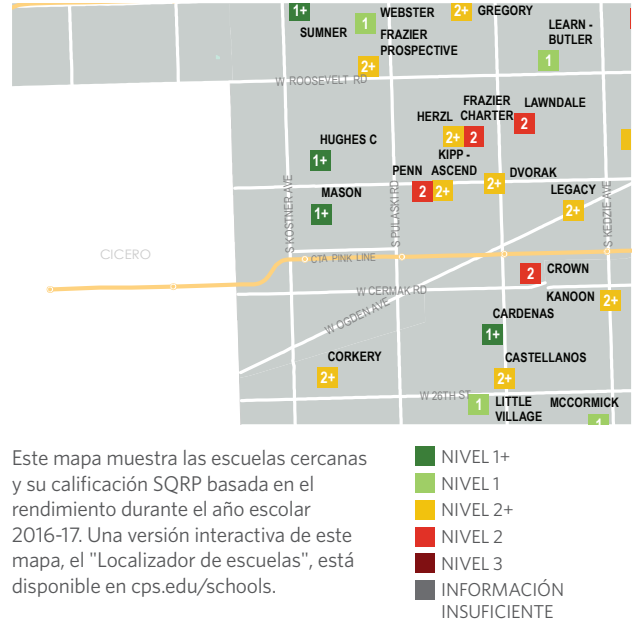 1+
SUMNER
1
WEBSTER
2+
GREGORY
FRAZIER
PROSPECTIVE
2+
LEARN -
BUTLER
1
W ROOSEVELT RD
HERZL
2+
FRAZIER
CHARTER
2
LAWNDALE
2
HUGHES C
1+
KIPP -
ASCEND
PENN
2
2+
DVORAK
2+
MASON
1+
LEGACY
2+
S KOSTNER AVE
S PULASKI RD
S KEDZIE AVE
CICERO
CTA PINK LINE
2
CROWN
W CERMAK RD
KANOON
2+
W OGDEN AVE
CARDENAS
1+
CORKERY
2+
CASTELLANOS
2+
W 26TH ST
1
LITTLE
VILLAGE
MCCORMICK
1
Este mapa muestra las escuelas cercanas
y su calificación SQRP basada en el
rendimiento durante el año escolar
2016-17. Una versión interactiva de este
mapa, el "Localizador de escuelas", está
disponible en cps.edu/schools.
NIVEL 1+
NIVEL 1
NIVEL 2+
NIVEL 2
NIVEL 3
INFORMACIÓN
INSUFICIENTE